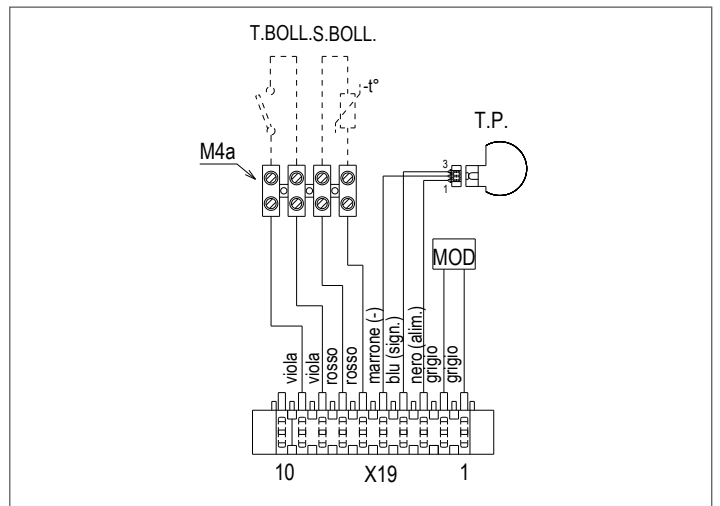 T.BOLL. S.BOLL.
-t°
T.P.
M4a
3
1
MOD
viola
viola
rosso
rosso
marrone (-)
blu (sign.)
nero (alim.)
grigio
grigio
10
X19
1